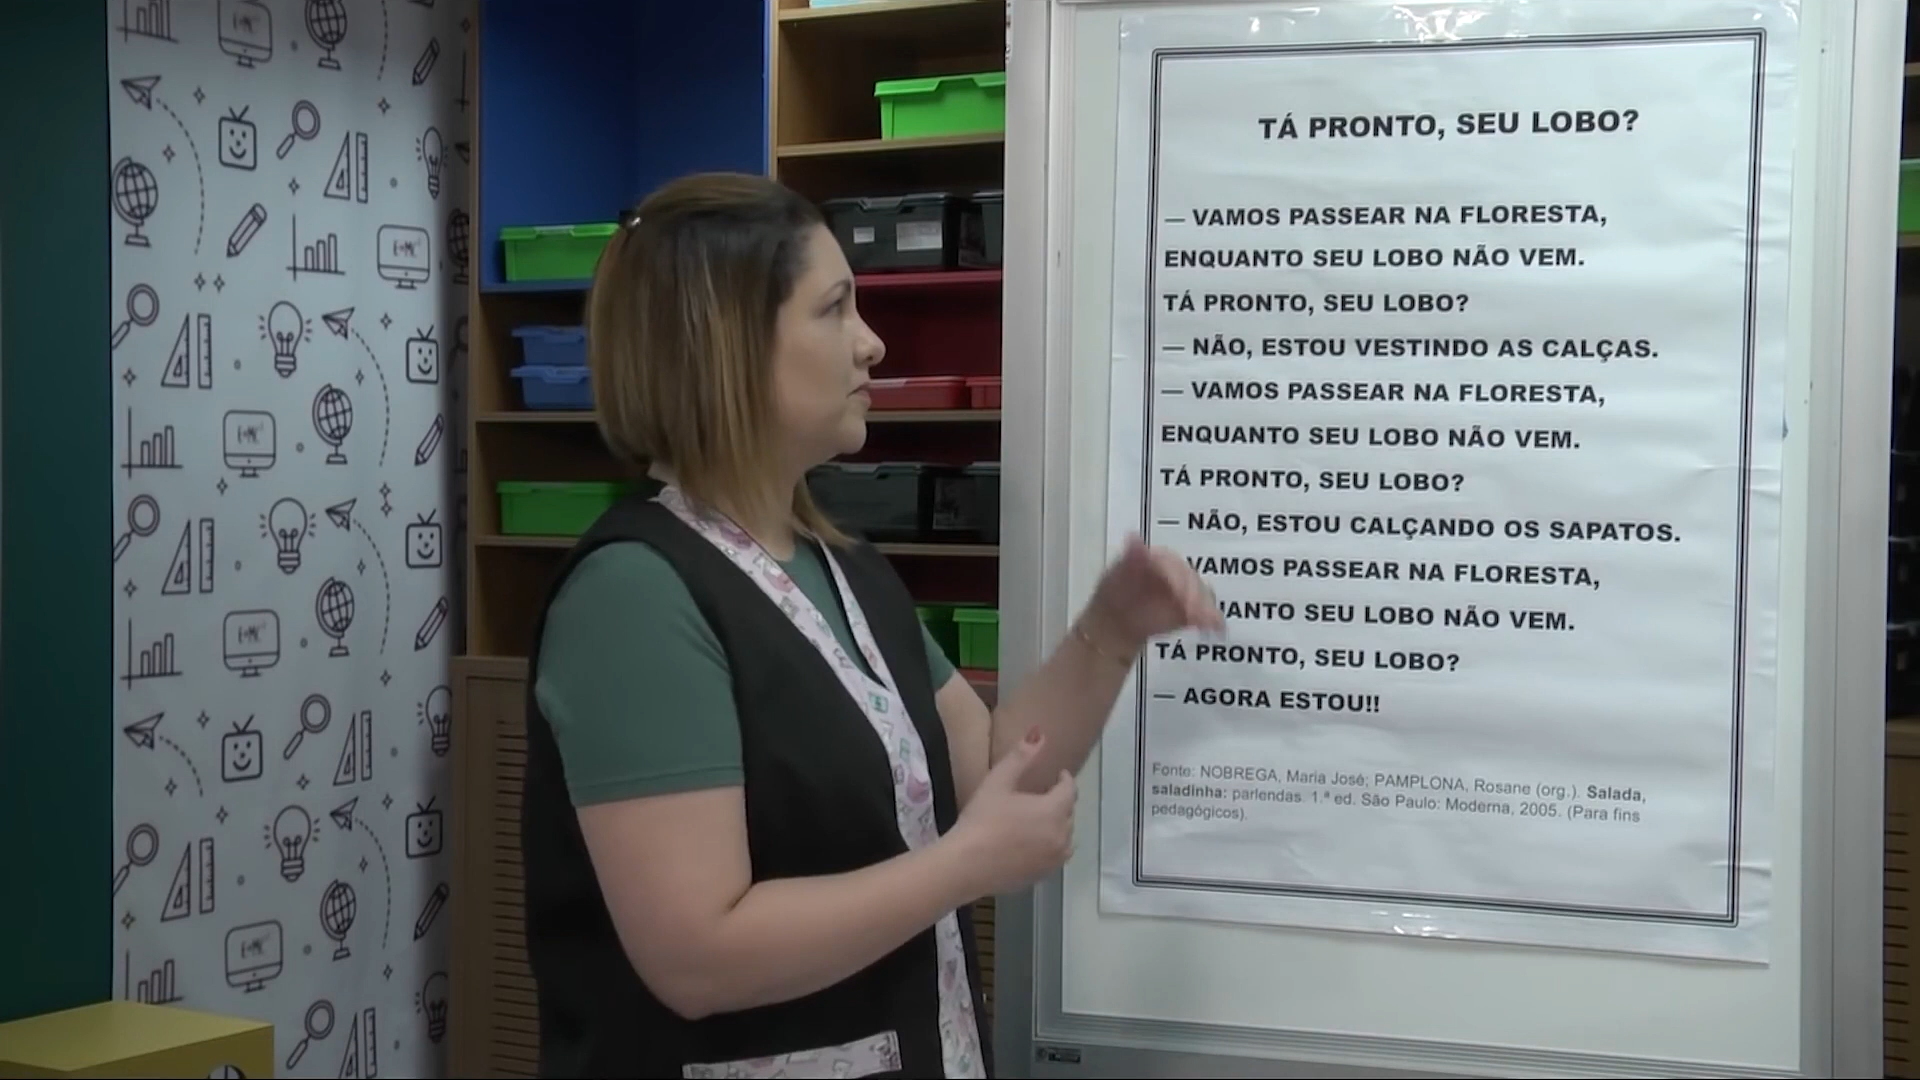 TÁ PRONTO, SEU LOBO?
— VAMOS PASSEAR NA FLORESTA,
ENQUANTO SEU LOBO NÃO VEM.
TÁ PRONTO, SEU LOBO?
— NÃO, ESTOU VESTINDO AS CALÇAS.
— VAMOS PASSEAR NA FLORESTA,
ENQUANTO SEU LOBO NÃO VEM.
TÁ PRONTO, SEU LOBO?
— NÃO, ESTOU CALÇANDO OS SAPATOS.
VAMOS PASSEAR NA FLORESTA,
SEU LOBO NÃO VEM.
TÁ PRONTO, SEU LOBO?
— AGORA ESTOU!!
Fonte: NOBREGA, Maria José; PAMPLONA, Rosane (org.). Salada,
saladinha: parlendas. 1.ª ed. São Paulo: Moderna, 2005. (Para fins
pedagógicos).